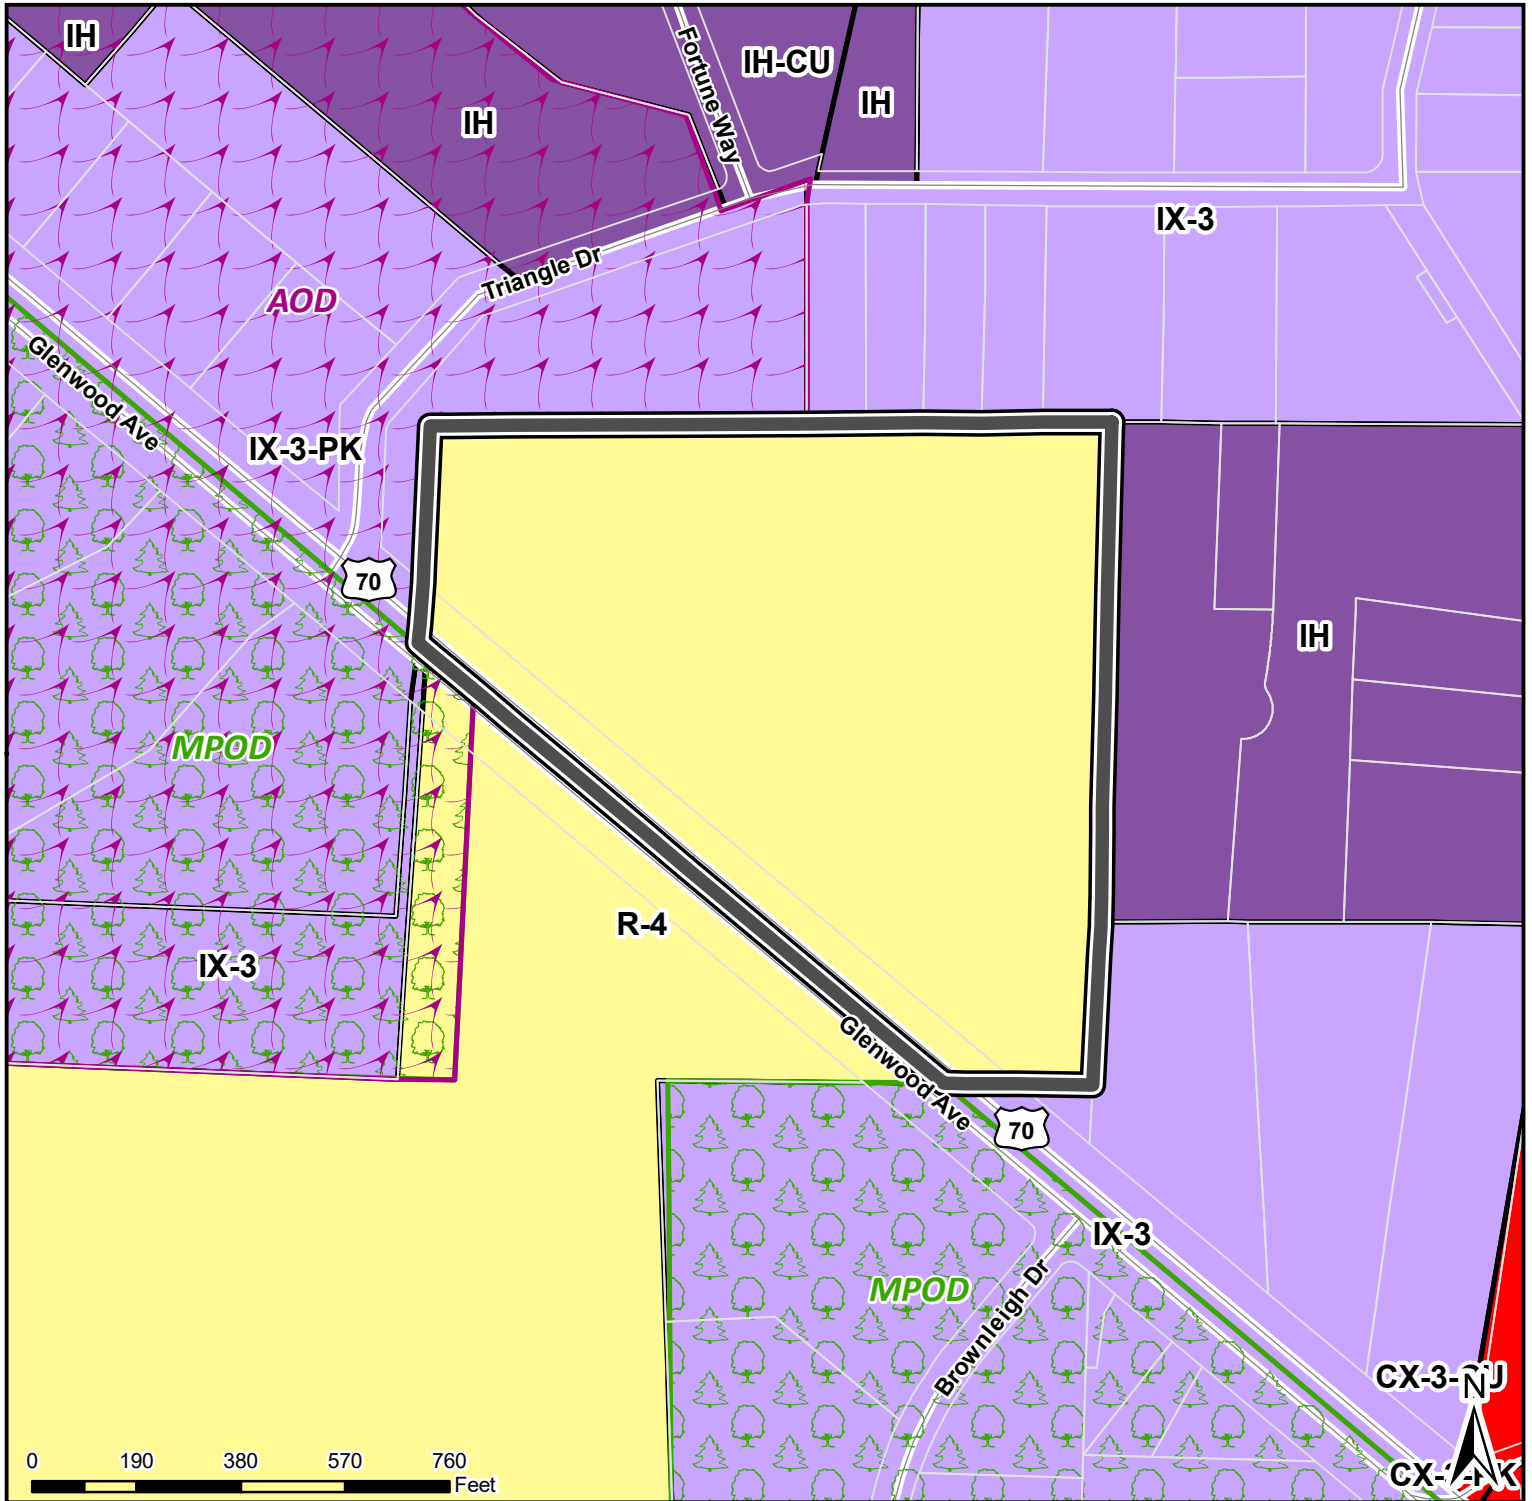 IH
IH-CU
Fortune Way
IH
IH
IX-3
Triangle Dr
AOD
Glenwood Ave
IX-3-PK
70
IH
MPOD
R-4
IX-3
Glenwood Ave
70
IX-3
MPOD
Brownleigh Dr
N
0 190 380 570 760
Feet